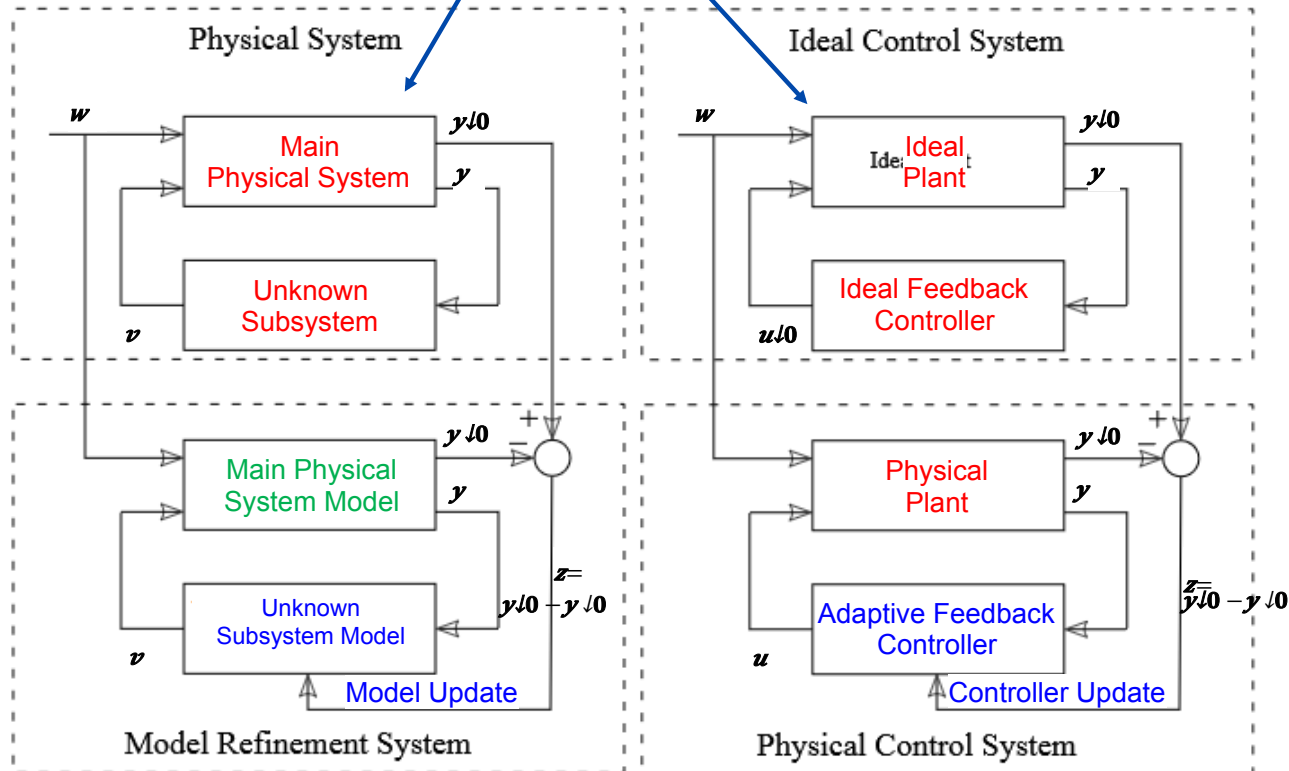 Physical System
w
Main
Physical System
y↓0
y
Unknown
Subsystem
v
Main Physical
System Model
y↓0
y
+
−
Unknown
Subsystem Model
v
z=
y↓0 − y↓0
Model Update
Model Refinement System
Ideal Control System
w
Ideal
Plant
y↓0
y
Ideal Feedback
Controller
u↓0
Physical
Plant
y↓0
y
+
−
Adaptive Feedback
Controller
u
z=
y↓0 − y↓0
Controller Update
Physical Control System